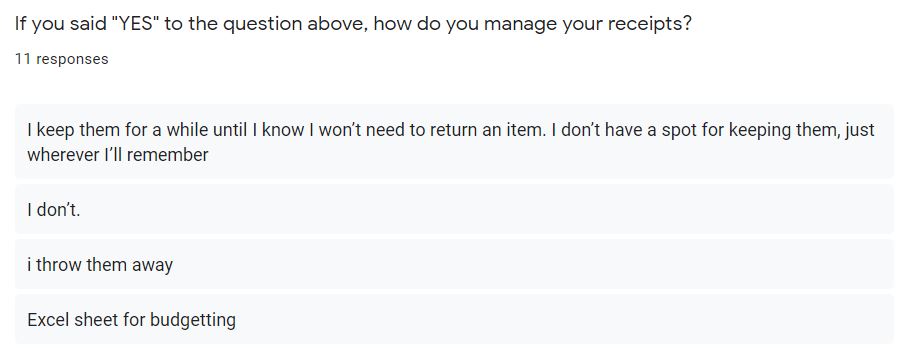 If you said "YES" to the question above, how do you manage your receipts?
11 responses
I keep them for a while until I know I won’t need to return an item. I don’t have a spot for keeping them, just
wherever I’ll remember
I don’t.
i throw them away
Excel sheet for budgetting